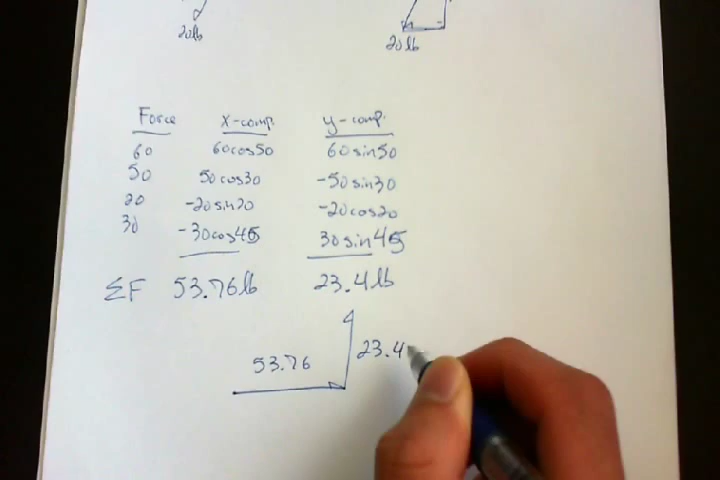 20lb 20lb
Force x-comp. y-comp.
60 60cos50 60sin50
50 50cos30 -50sin30
20 -20sin20 -20cos20
30 -30cos45 30sin45
ΣF 53.76lb 23.4lb
53.76 23.4